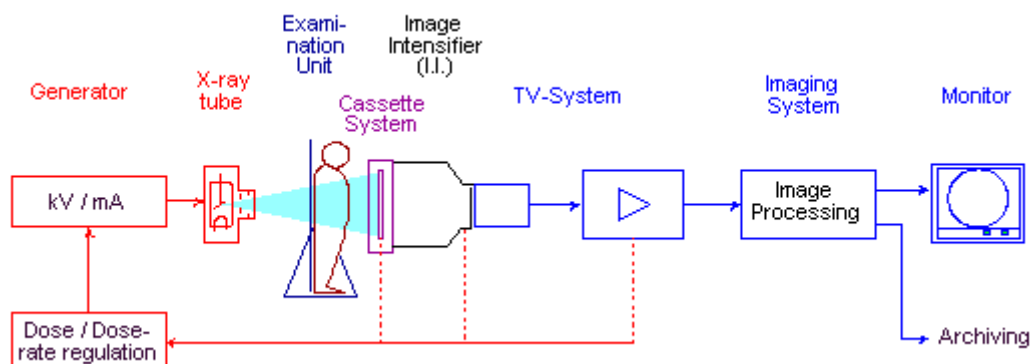 Generator
X-ray
tube
Exami-
nation
Unit
Image
Intensifier
(I.I.)
Cassette
System
TV-System
Imaging
System
Monitor
kV / mA
Image
Processing
Dose / Dose-
rate regulation
Archiving